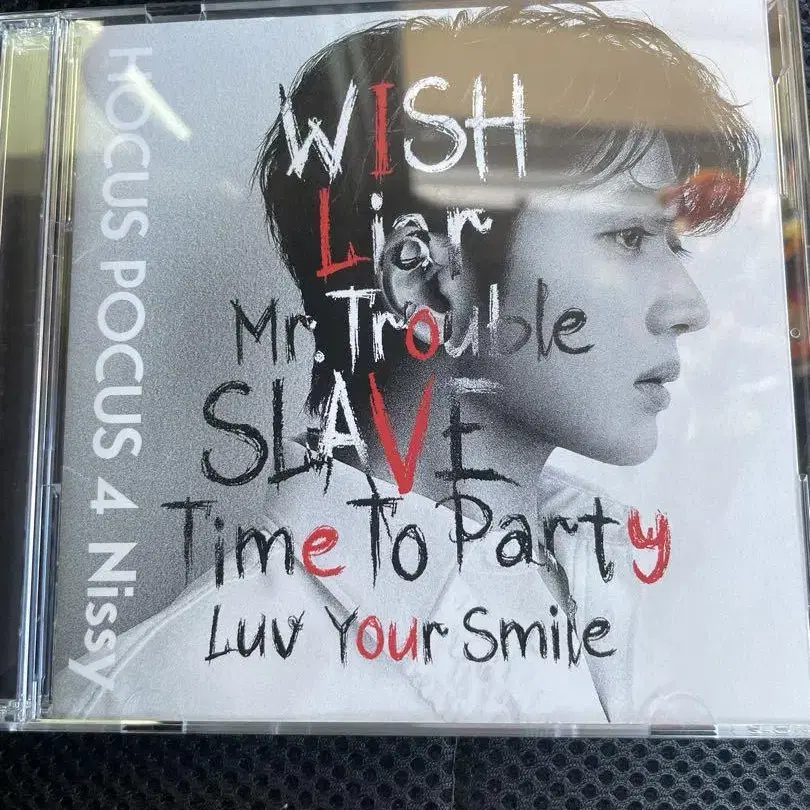 HOCUS POCUS 4 Nissy
WISH
Liar
Mr. Trouble
SLAVE
Time To Party
Luv Your Smile